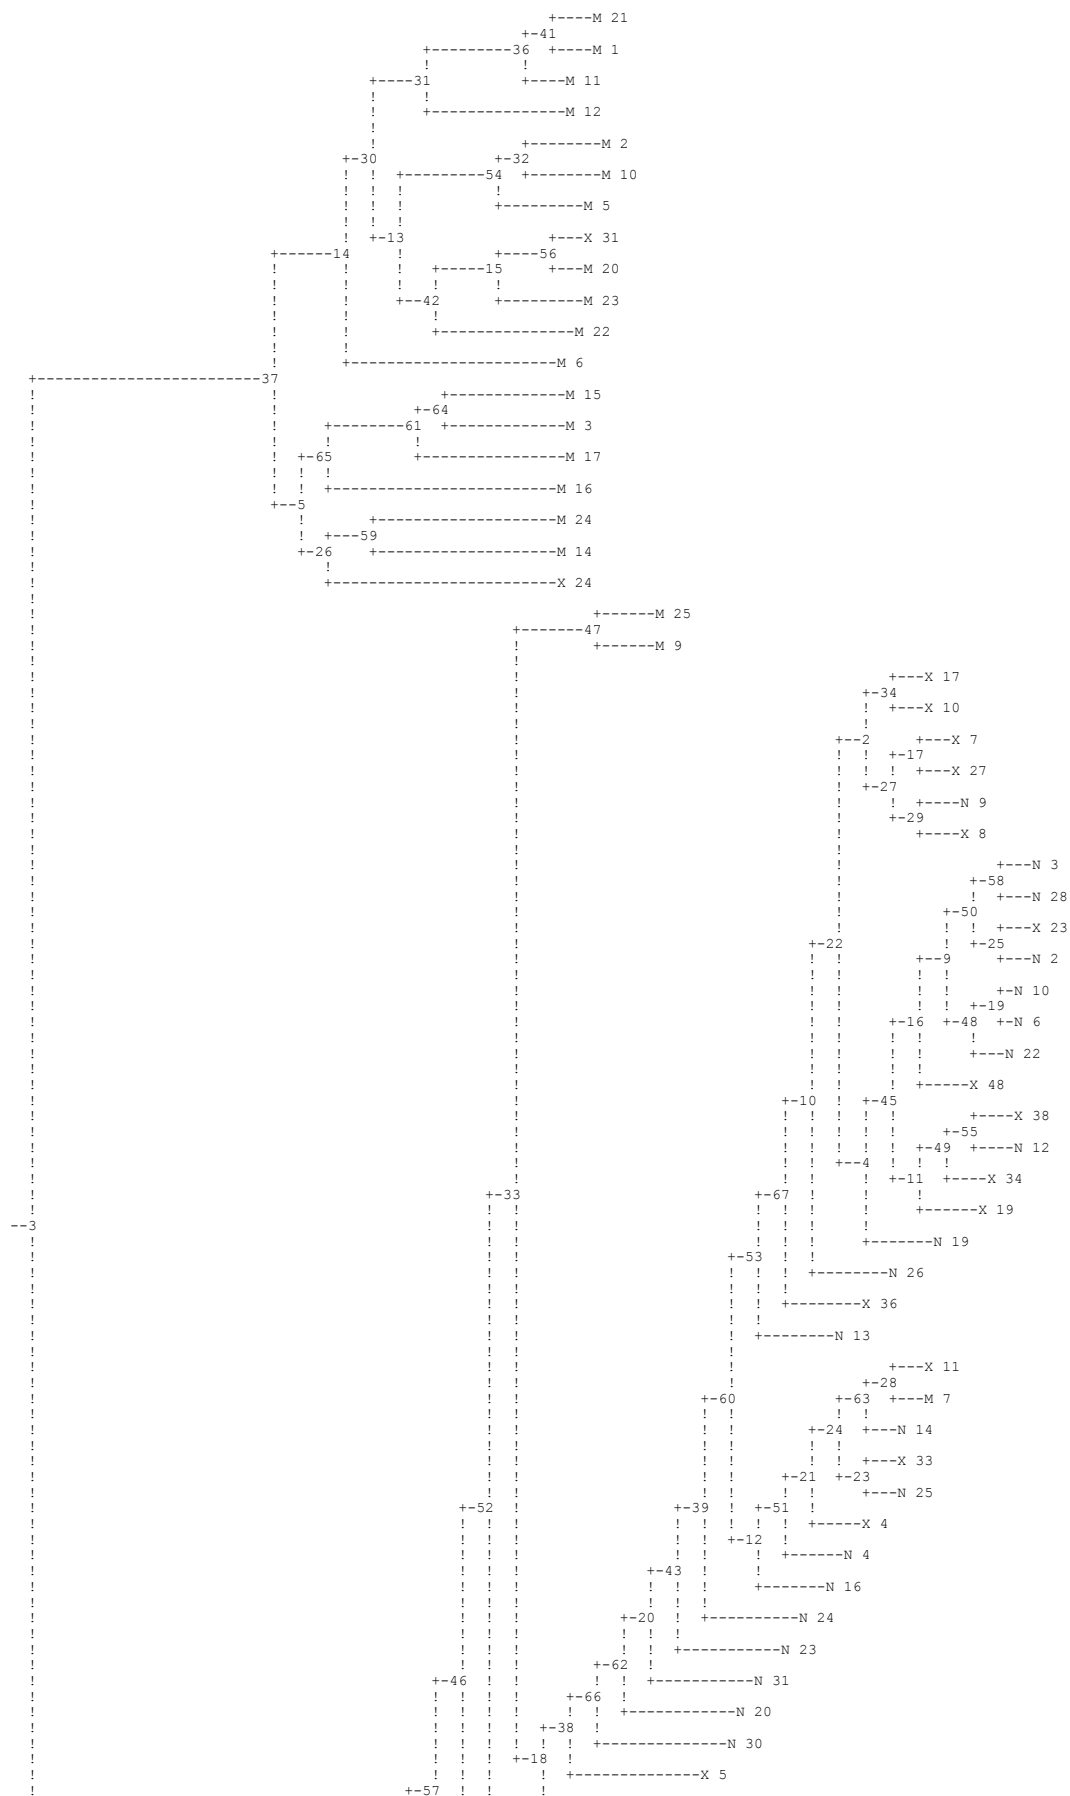 +----M 21
+-41
+---------36 +----M 1
! !
+----31 +----M 11
! !
! +---------------M 12
!
! +--------M 2
+-30 +-32
! ! +---------54 +--------M 10
! ! ! !
! ! ! +---------M 5
! ! !
! +-13 +---X 31
+------14 ! +----56
! ! ! +-----15 +---M 20
! ! ! ! !
! ! +--42 +---------M 23
! ! !
! ! +---------------M 22
! !
! +-----------------------M 6
+-------------------------37
! ! +-------------M 15
! ! +-64
! ! +--------61 +-------------M 3
! ! ! !
! ! +-65 +----------------M 17
! ! ! !
! ! ! +-------------------------M 16
! +--5
! ! +--------------------M 24
! ! +---59
! +-26 +--------------------M 14
! !
! +-------------------------X 24
!
! +------M 25
! +-------47
! ! +------M 9
! !
! ! +---X 17
! ! +-34
! ! ! +---X 10
! ! !
! ! +--2 +---X 7
! ! ! ! +-17
! ! ! ! ! +---X 27
! ! ! +-27
! ! ! ! +----N 9
! ! ! +-29
! ! ! +----X 8
! ! !
! ! ! +---N 3
! ! ! +-58
! ! ! ! +---N 28
! ! ! +-50
! ! ! ! ! +---X 23
! ! +-22 ! +-25
! ! ! ! +--9 +---N 2
! ! ! ! ! !
! ! ! ! ! ! +-N 10
! ! ! ! ! ! +-19
! ! ! ! +-16 +-48 +-N 6
! ! ! ! ! ! !
! ! ! ! ! ! +---N 22
! ! ! ! ! !
! ! ! ! ! +-----X 48
! ! +-10 ! +-45
! ! ! ! ! ! ! +----X 38
! ! ! ! ! ! ! +-55
! ! ! ! ! ! ! +-49 +----N 12
! ! ! ! +--4 ! ! !
! ! ! ! ! +-11 +----X 34
! +-33 +-67 ! ! !
! ! ! ! ! ! ! +------X 19
--3 ! ! ! ! ! !
! ! ! ! ! ! +-------N 19
! ! ! +-53 ! !
! ! ! ! ! ! +--------N 26
! ! ! ! ! !
! ! ! ! ! +--------X 36
! ! ! ! !
! ! ! ! +--------N 13
! ! ! !
! ! ! ! +---X 11
! ! ! ! +-28
! ! ! +-60 +-63 +---M 7
! ! ! ! ! ! !
! ! ! ! ! +-24 +---N 14
! ! ! ! ! ! !
! ! ! ! ! ! ! +---X 33
! ! ! ! ! +-21 +-23
! ! ! ! ! ! ! +---N 25
! +-52 ! +-39 ! +-51 !
! ! ! ! ! ! ! ! ! +-----X 4
! ! ! ! ! ! +-12 !
! ! ! ! ! ! ! +------N 4
! ! ! ! +-43 ! !
! ! ! ! ! ! ! +-------N 16
! ! ! ! ! ! !
! ! ! ! +-20 ! +----------N 24
! ! ! ! ! ! !
! ! ! ! ! ! +-----------N 23
! ! ! ! +-62 !
! +-46 ! ! ! ! +-----------N 31
! ! ! ! ! +-66 !
! ! ! ! ! ! ! +------------N 20
! ! ! ! ! +-38 !
! ! ! ! ! ! ! +--------------N 30
! ! ! ! +-18 !
! ! ! ! ! +--------------X 5
! +-57 ! ! !